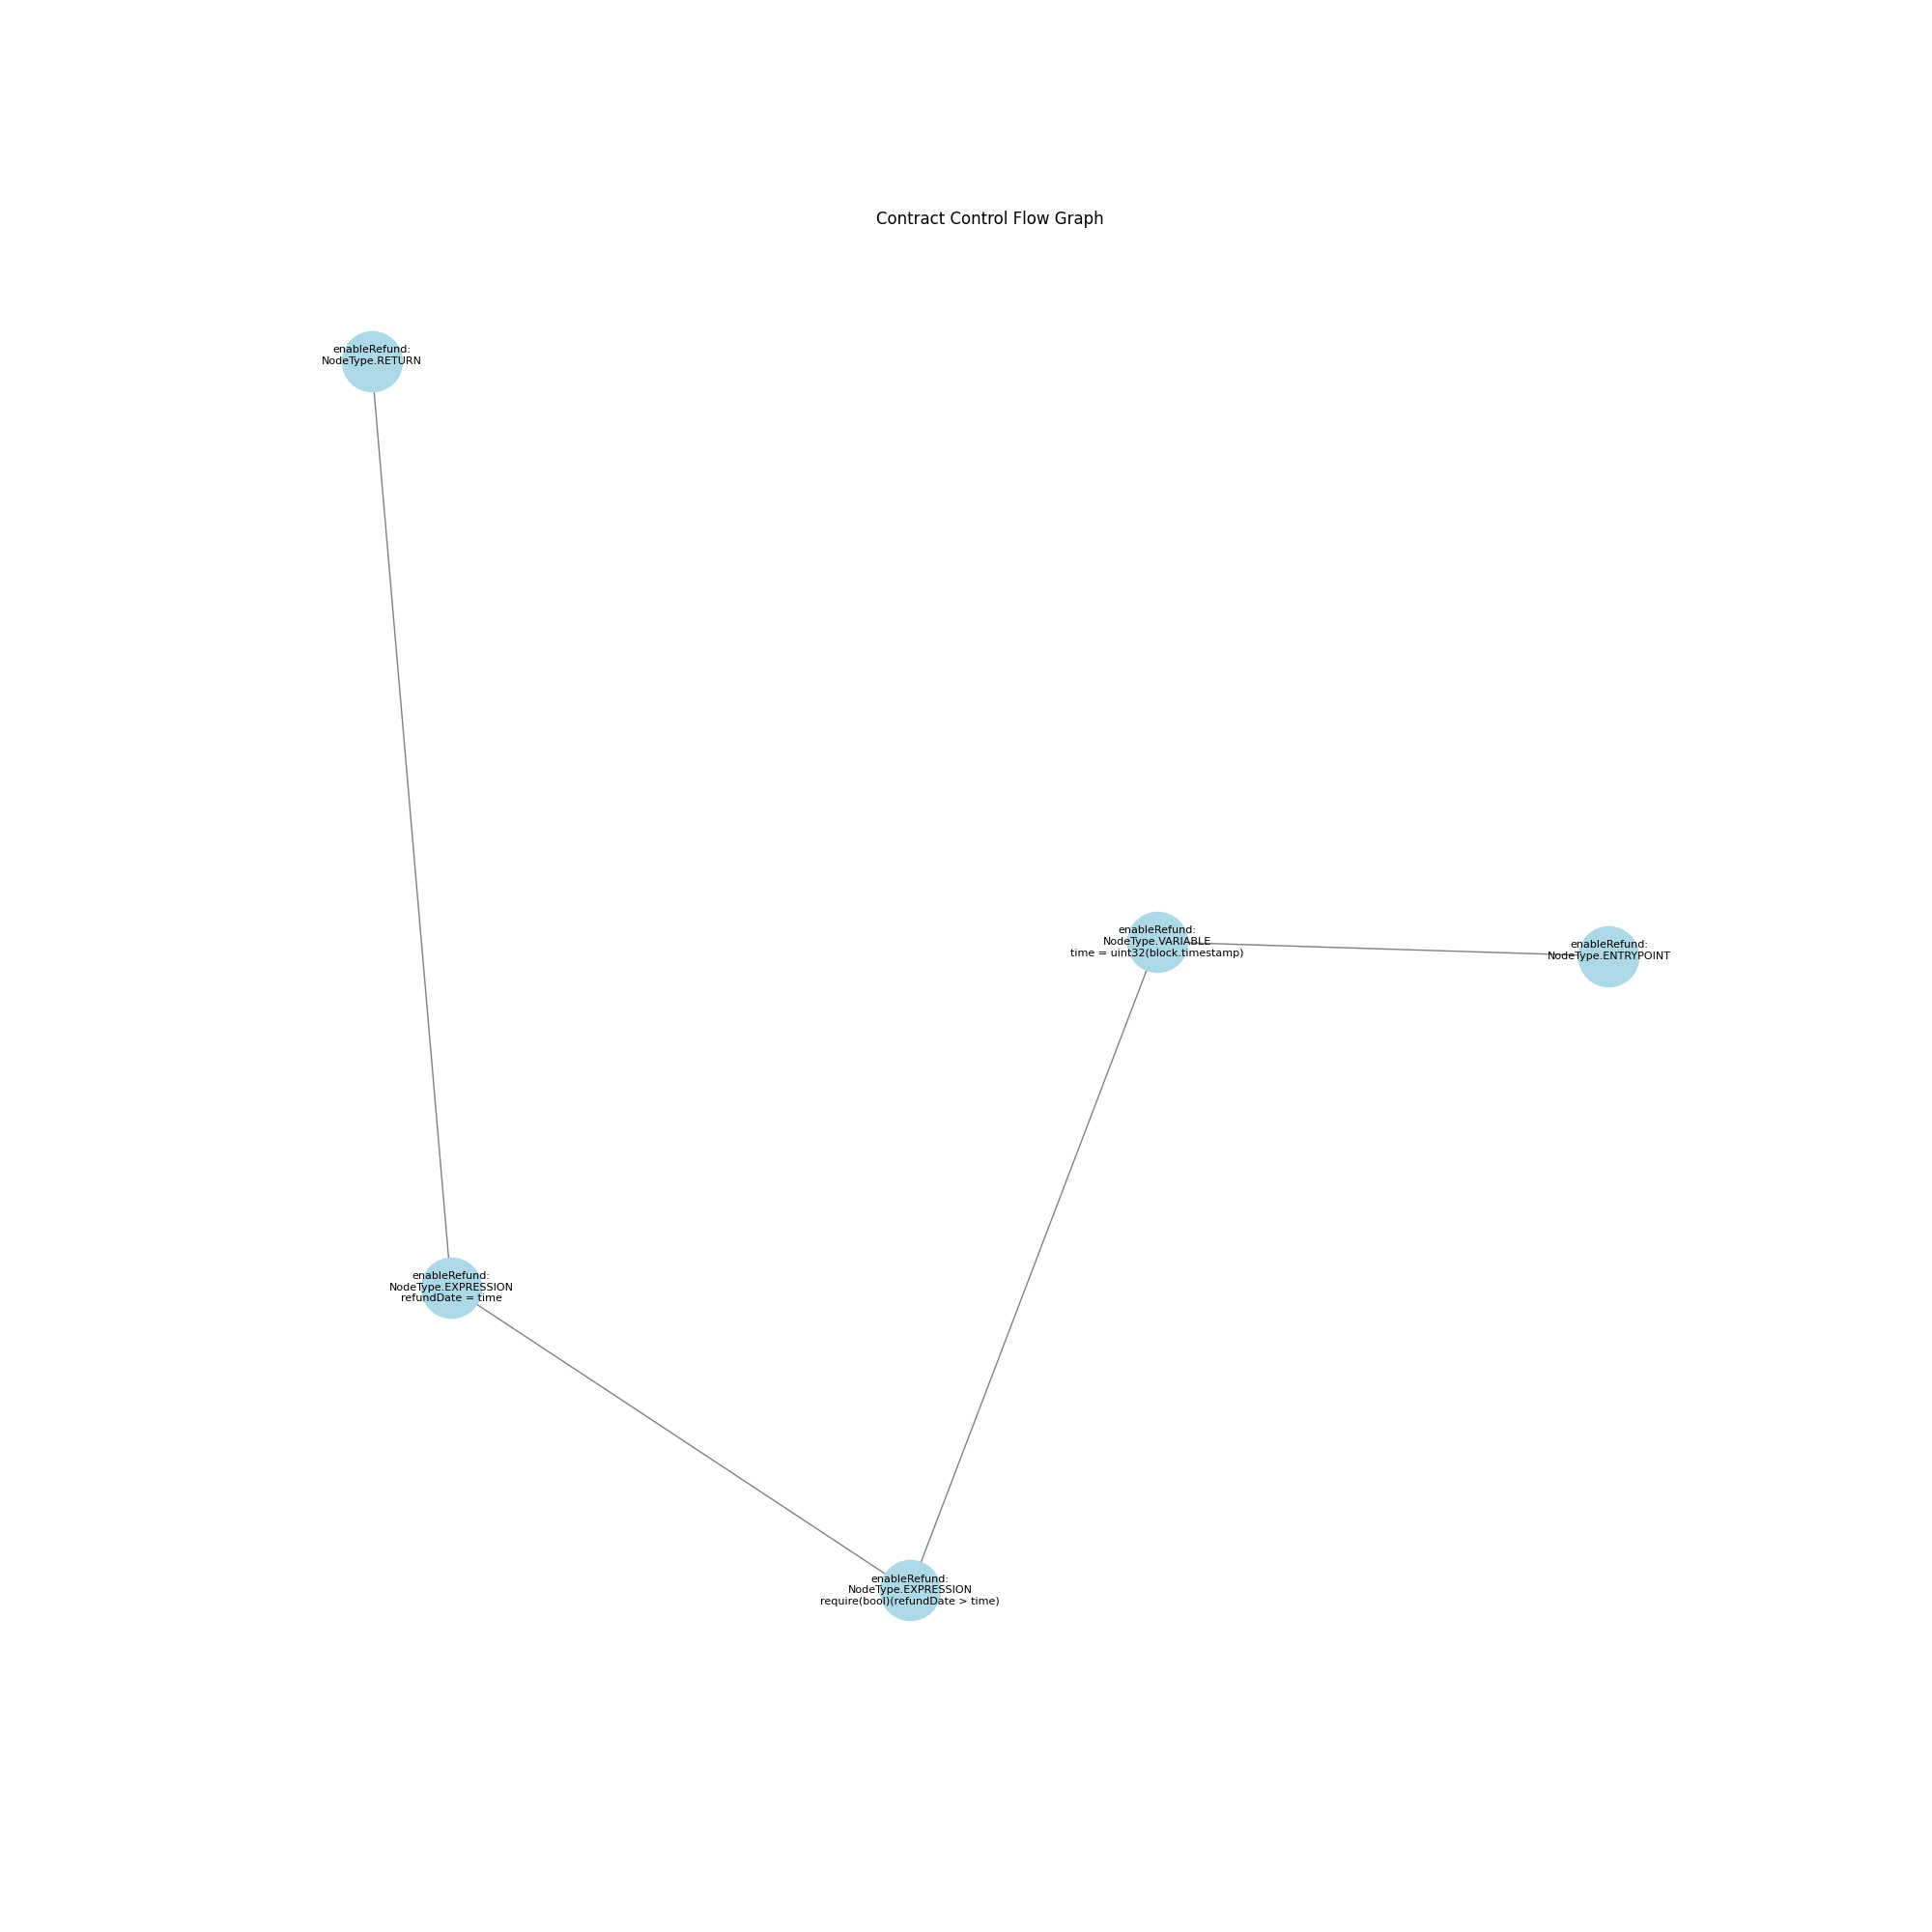 Contract Control Flow Graph
enableRefund:
NodeType.RETURN
enableRefund:
NodeType.VARIABLE
time = uint32(block.timestamp)
enableRefund:
NodeType.ENTRYPOINT
enableRefund:
NodeType.EXPRESSION
refundDate = time
enableRefund:
NodeType.EXPRESSION
require(bool)(refundDate > time)